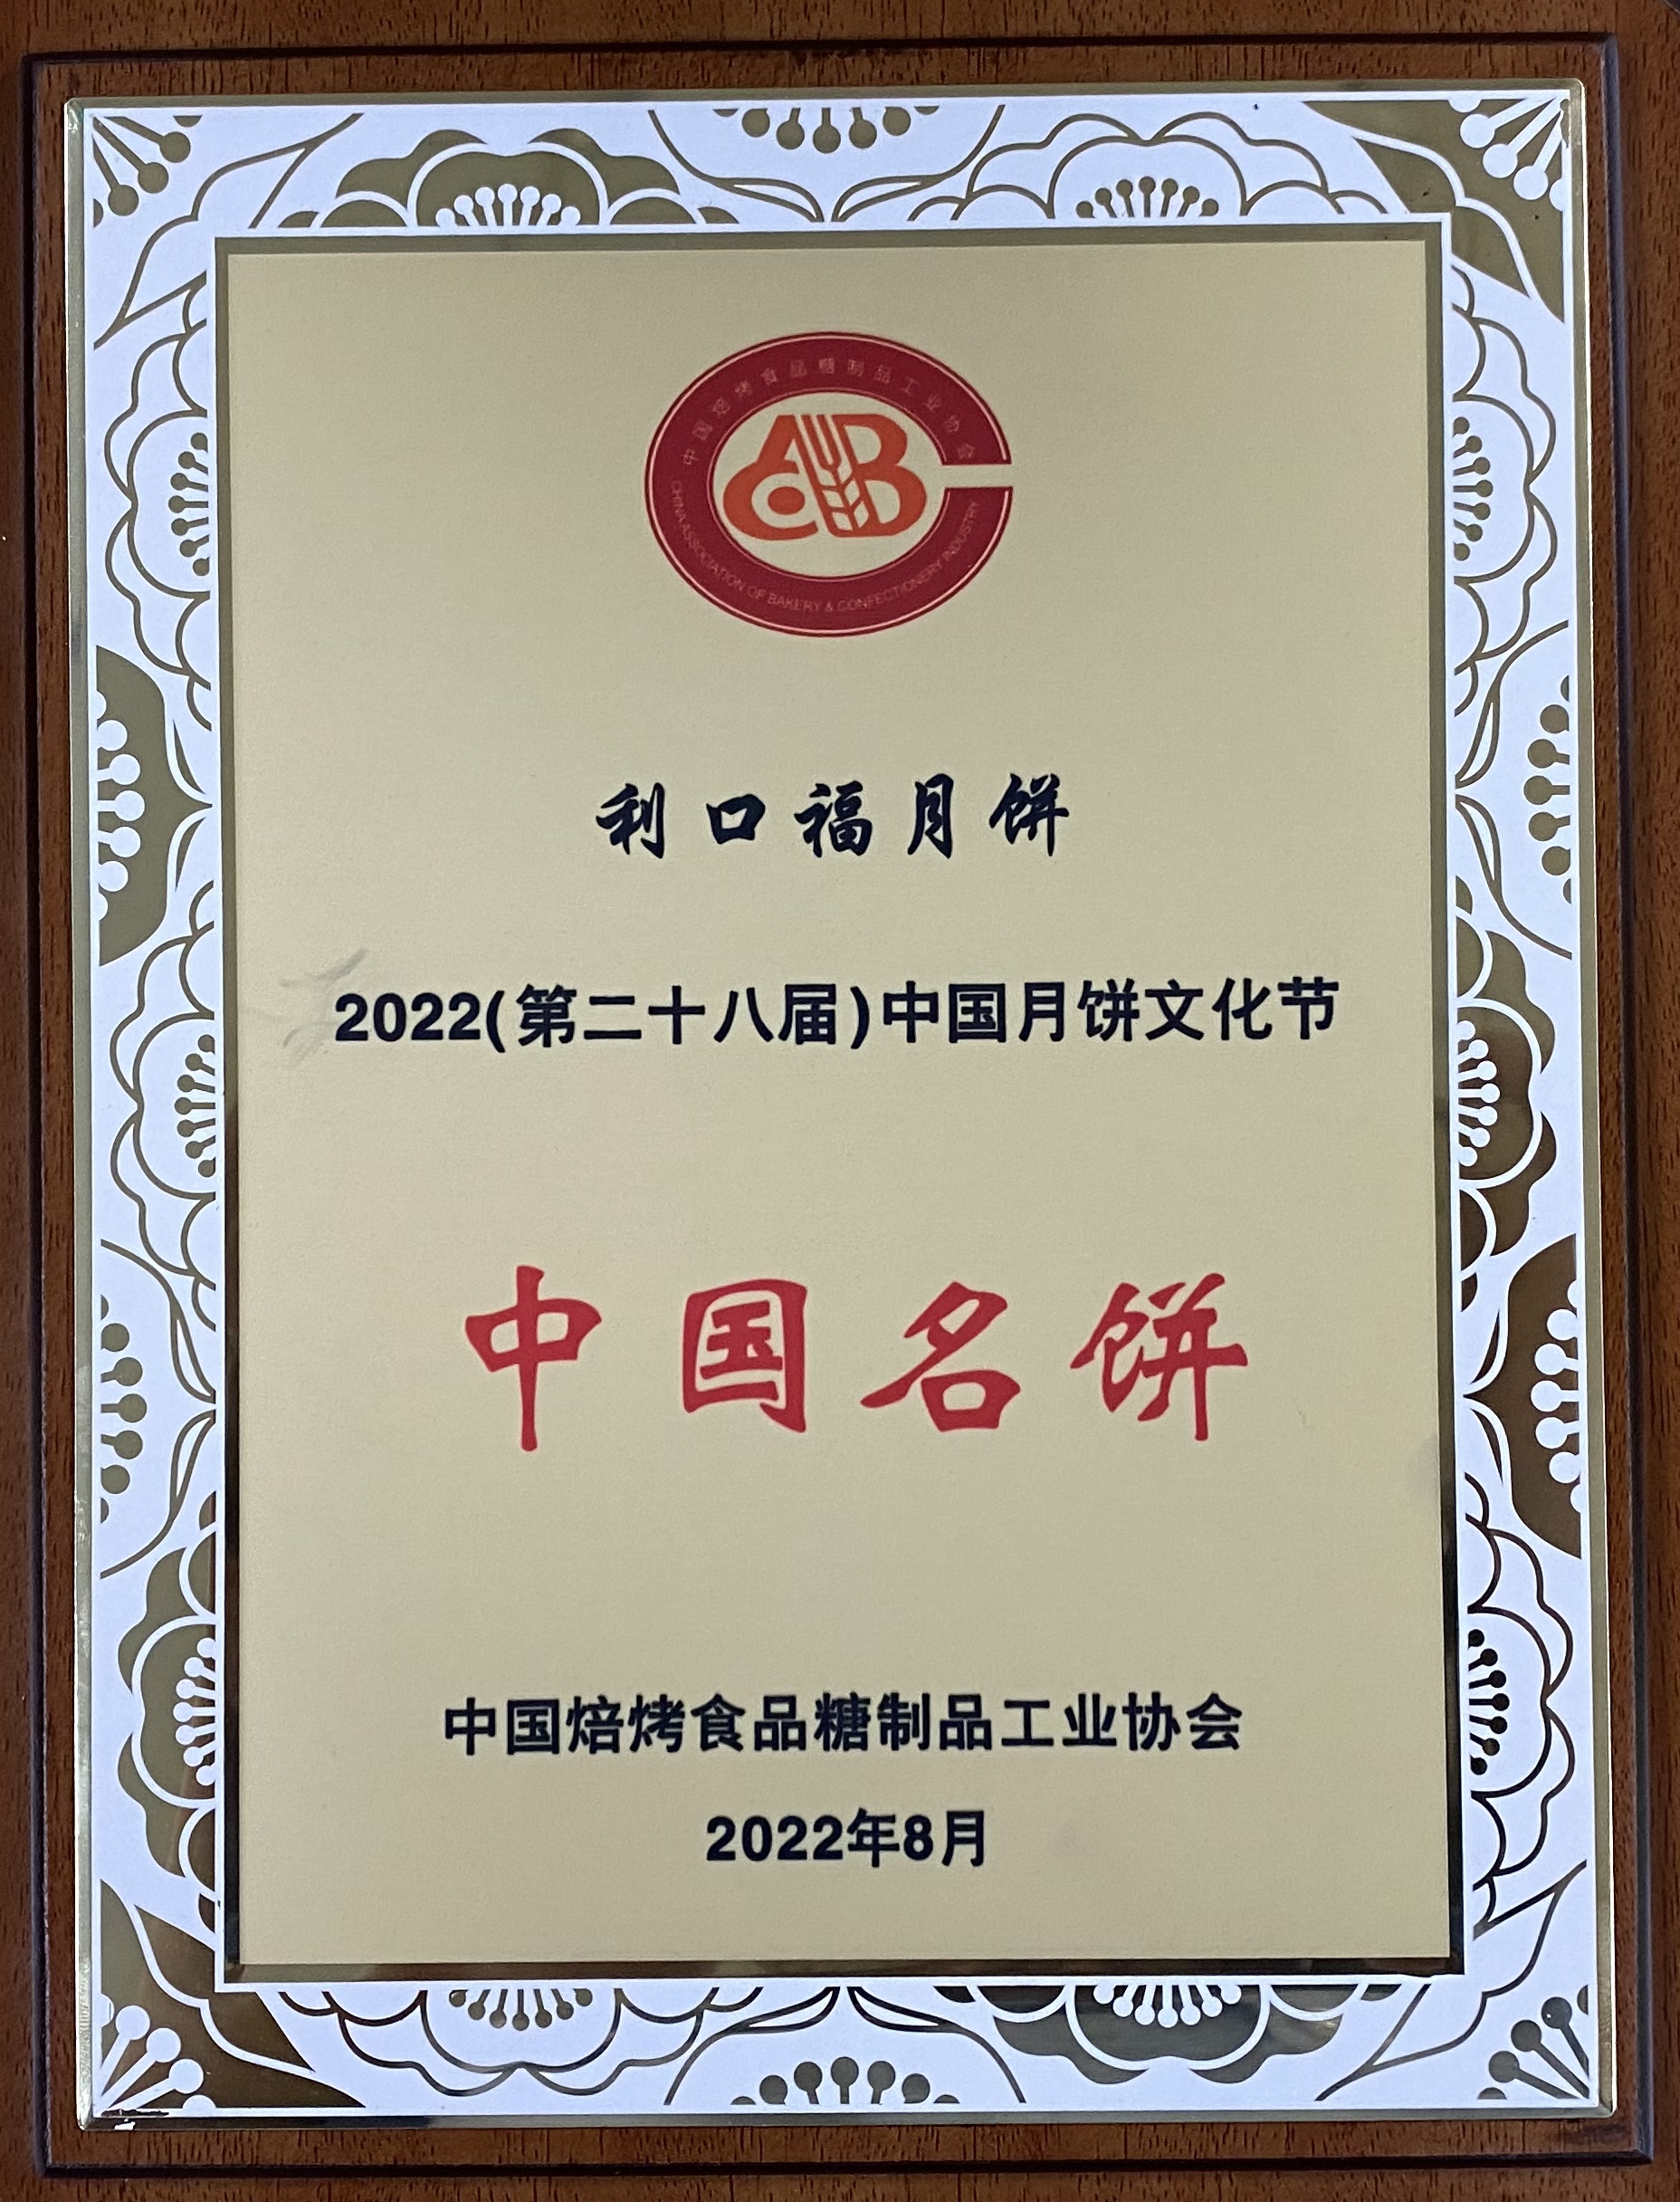 中国焙烤食品糖制品工业协会
CHINA ASSOCIATION OF BAKERY & CONFECTIONERY INDUSTRY
利口福月饼
2022(第二十八届)中国月饼文化节
中国名饼
中国焙烤食品糖制品工业协会
2022年8月